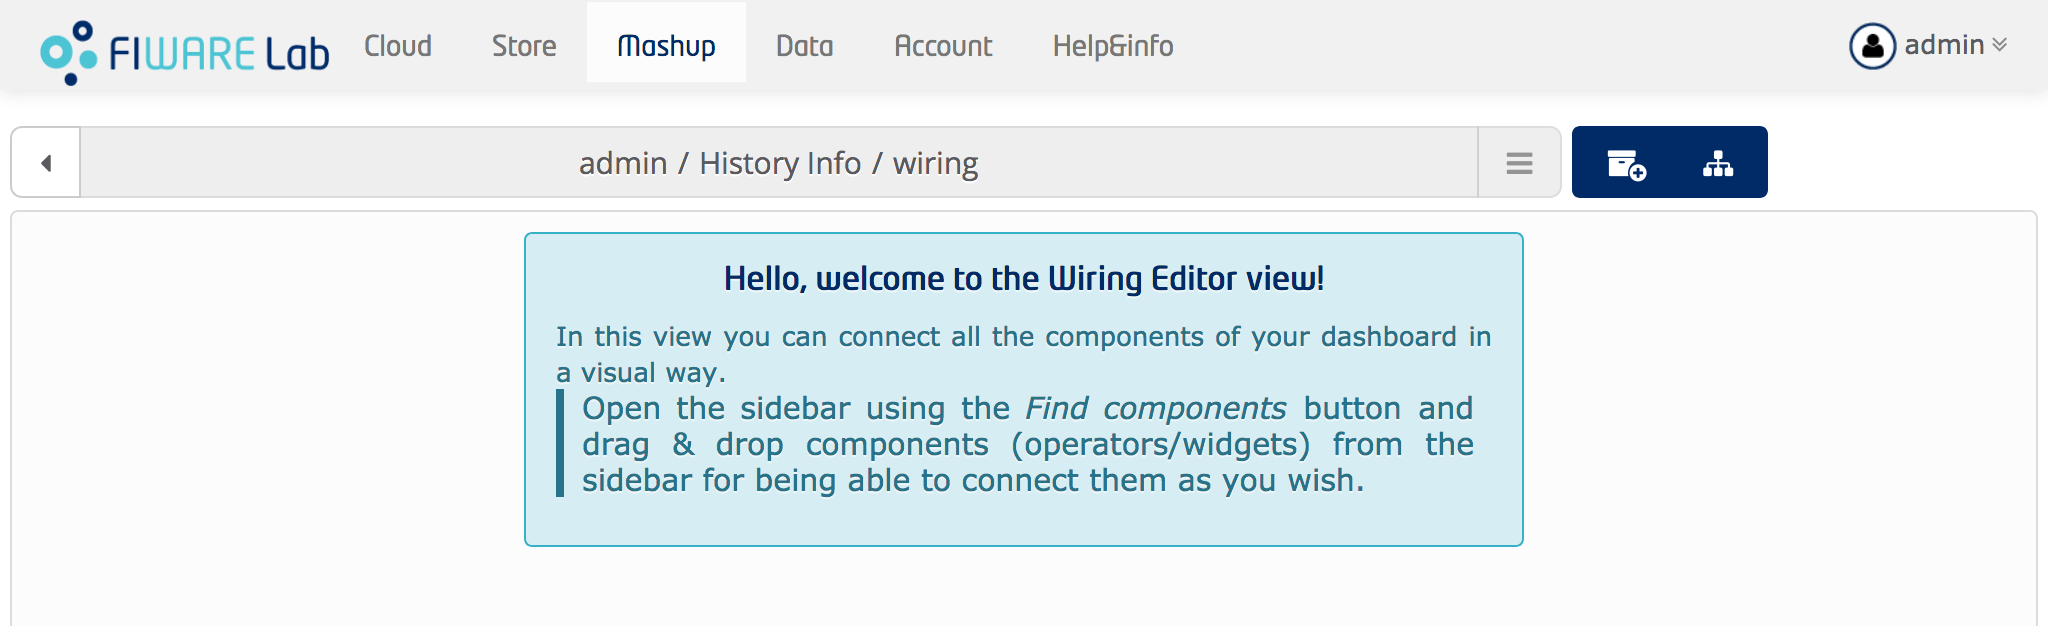 FIWARE Lab Cloud Store Mashup Data Account Help&info admin
admin / History Info / wiring
Hello, welcome to the Wiring Editor view!
In this view you can connect all the components of your dashboard in
a visual way.
Open the sidebar using the Find components button and
drag & drop components (operators/widgets) from the
sidebar for being able to connect them as you wish.